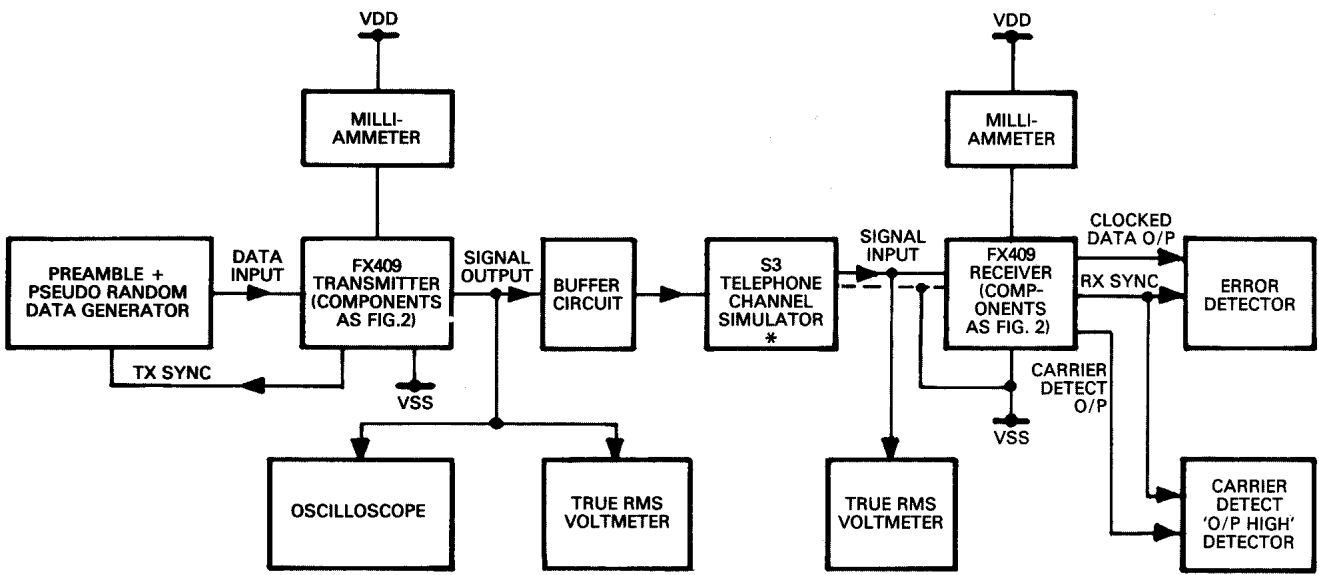 VDD
VDD
MILLI-
AMMETER
MILLI-
AMMETER
PREAMBLE +
PSEUDO RANDOM
DATA GENERATOR
DATA
INPUT
FX409
TRANSMITTER
(COMPONENTS
AS FIG.2)
SIGNAL
OUTPUT
BUFFER
CIRCUIT
S3
TELEPHONE
CHANNEL
SIMULATOR
*
SIGNAL
INPUT
FX409
RECEIVER
(COMP-
ONENTS
AS FIG. 2)
CLOCKED
DATA O/P
RX SYNC
ERROR
DETECTOR
TX SYNC
VSS
CARRIER
DETECT
O/P
VSS
OSCILLOSCOPE
TRUE RMS
VOLTMETER
TRUE RMS
VOLTMETER
CARRIER
DETECT
'O/P HIGH'
DETECTOR